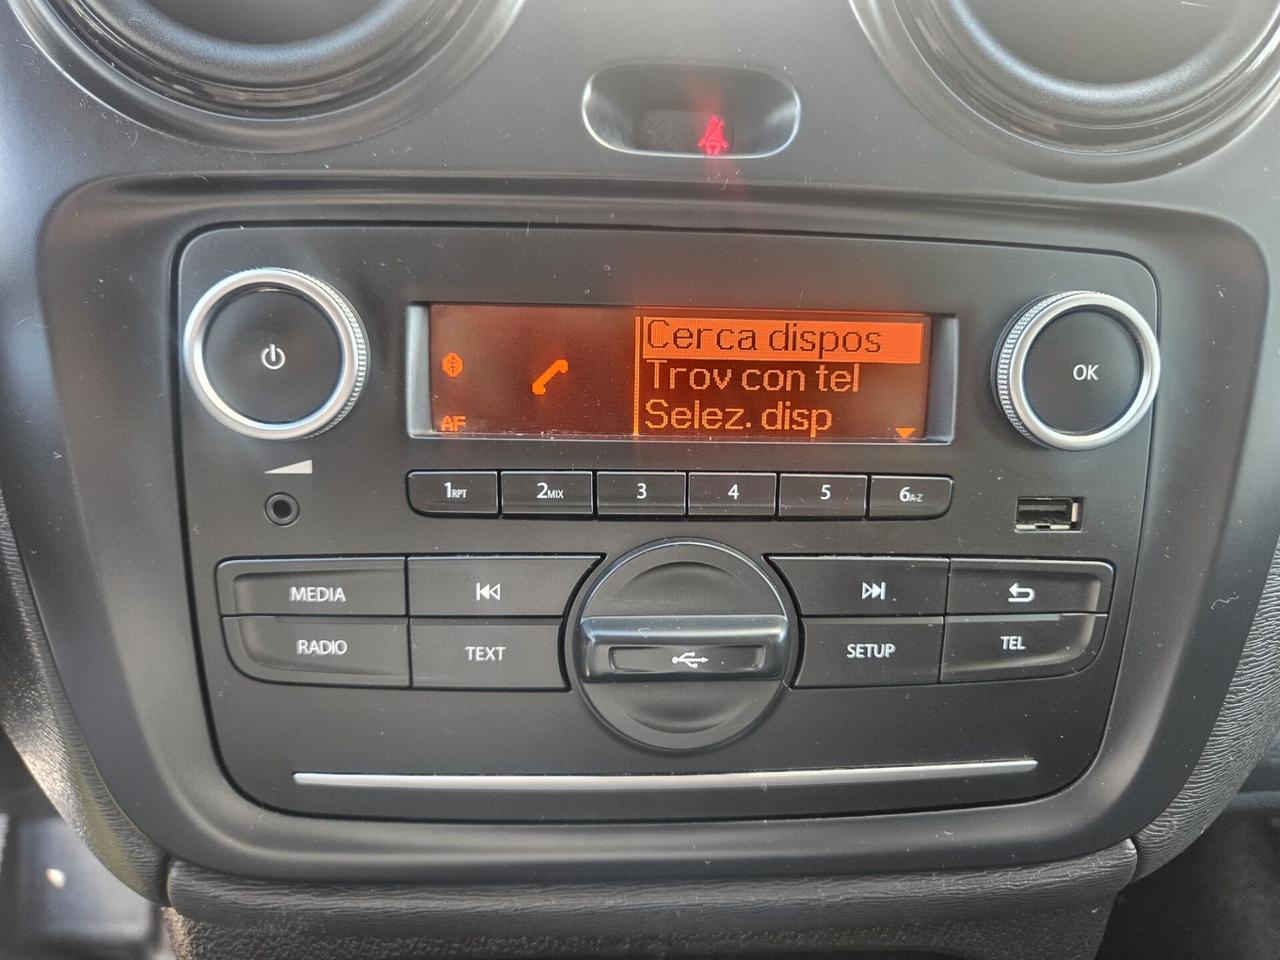 Cerca dispos
Trov con tel
Selez. disp
AF
OK
1RPT
2MIX
3
4
5
6A-Z
MEDIA
RADIO
TEXT
SETUP
TEL